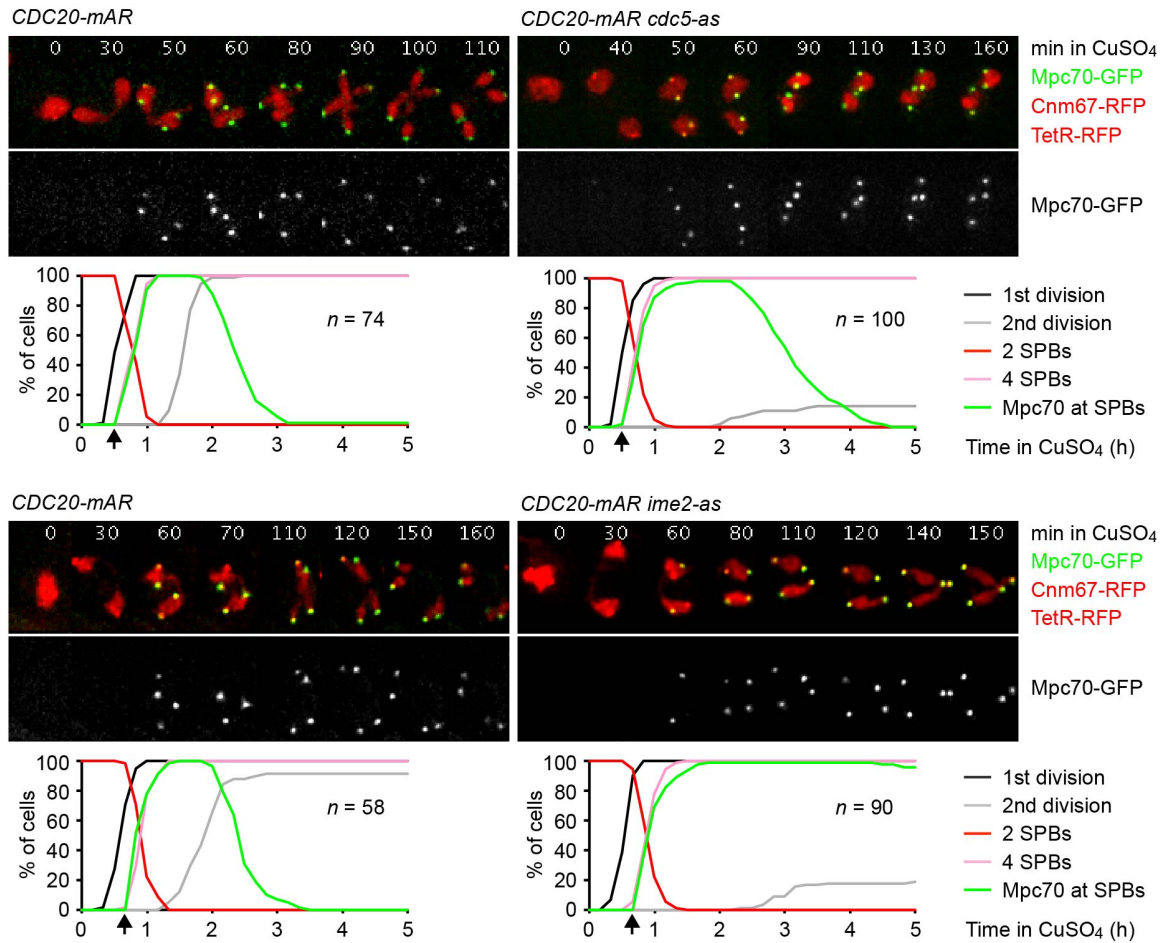 CDC20-mAR
0 30 50 60 80 90 100 110
CDC20-mAR cdc5-as
0 40 50 60 90 110 130 160
min in CuSO4
Mpc70-GFP
Cnm67-RFP
TetR-RFP
Mpc70-GFP
% of cells
100
80
60
40
20
0
n = 74
0 1 2 3 4 5
% of cells
100
80
60
40
20
0
n = 100
0 1 2 3 4 5
1st division
2nd division
2 SPBs
4 SPBs
Mpc70 at SPBs
Time in CuSO4 (h)
CDC20-mAR
0 30 60 70 110 120 150 160
CDC20-mAR ime2-as
0 30 60 80 110 120 140 150
min in CuSO4
Mpc70-GFP
Cnm67-RFP
TetR-RFP
Mpc70-GFP
% of cells
100
80
60
40
20
0
n = 58
0 1 2 3 4 5
% of cells
100
80
60
40
20
0
n = 90
0 1 2 3 4 5
1st division
2nd division
2 SPBs
4 SPBs
Mpc70 at SPBs
Time in CuSO4 (h)